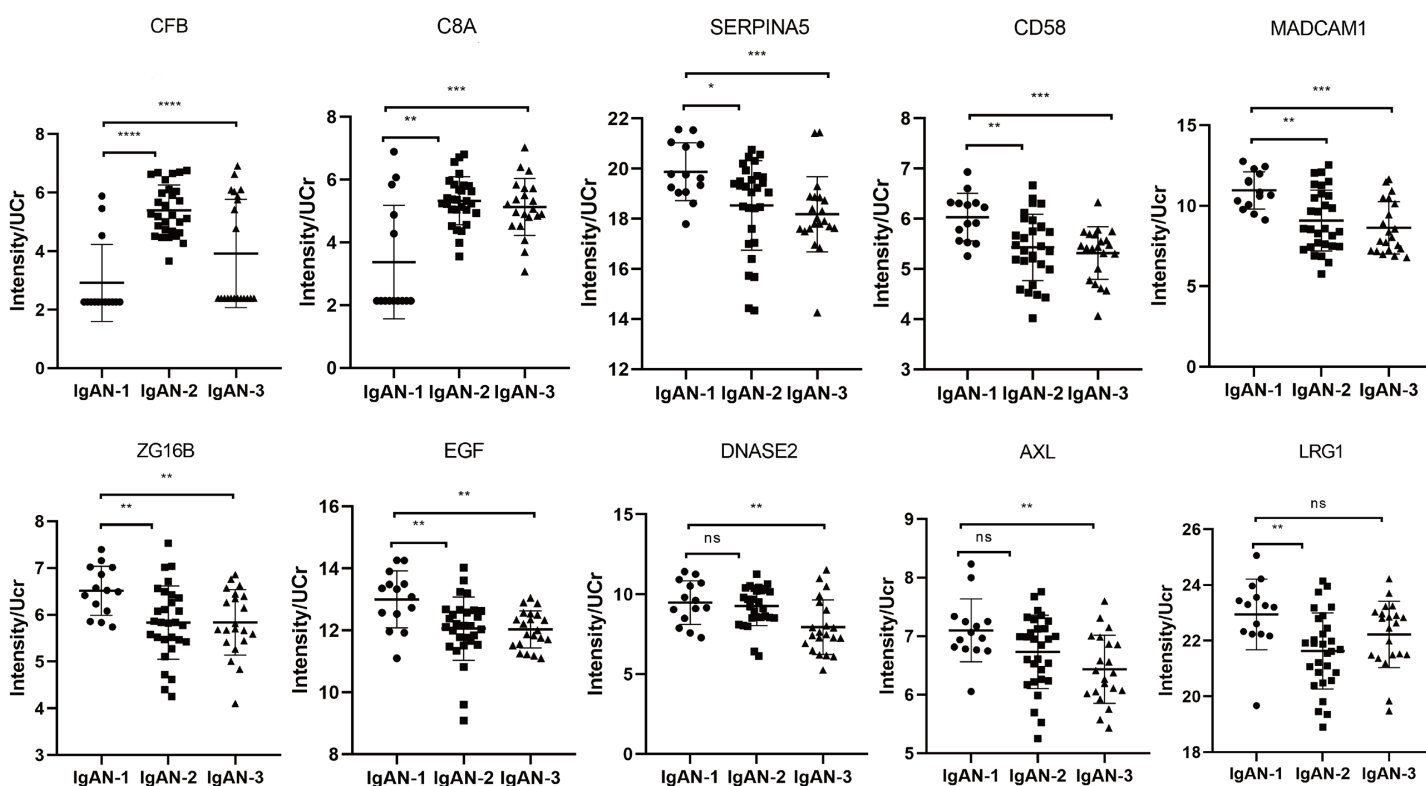 CFB
****
****
Intensity/UCr
8
6
4
2
0
IgAN-1 IgAN-2 IgAN-3
C8A
***
**
Intensity/UCr
8
6
4
2
0
IgAN-1 IgAN-2 IgAN-3
SERPINA5
***
*
Intensity/UCr
22
20
18
16
14
12
IgAN-1 IgAN-2 IgAN-3
CD58
***
**
Intensity/UCr
8
7
6
5
4
3
IgAN-1 IgAN-2 IgAN-3
MADCAM1
***
**
Intensity/Ucr
15
10
5
0
IgAN-1 IgAN-2 IgAN-3
ZG16B
**
**
Intensity/UCr
8
7
6
5
4
3
IgAN-1 IgAN-2 IgAN-3
EGF
**
**
Intensity/UCr
16
14
12
10
8
IgAN-1 IgAN-2 IgAN-3
DNASE2
**
ns
Intensity/UCr
15
10
5
0
IgAN-1 IgAN-2 IgAN-3
AXL
**
ns
Intensity/UCr
9
8
7
6
5
IgAN-1 IgAN-2 IgAN-3
LRG1
ns
**
Intensity/Ucr
26
24
22
20
18
IgAN-1 IgAN-2 IgAN-3